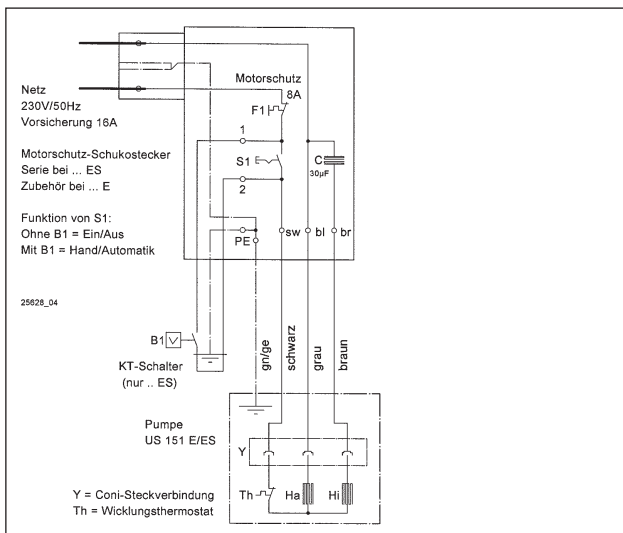 Netz
230V/50Hz
Vorsicherung 16A
Motorschutz
8A
F1
1
S1
2
C
30µF
Motorschutz-Schukostecker
Serie bei ... ES
Zubehör bei ... E
Funktion von S1:
Ohne B1 = Ein/Aus
Mit B1 = Hand/Automatik
PE
sw
bl
br
25628_04
B1
KT-Schalter
(nur .. ES)
gn/ge
schwarz
grau
braun
Pumpe
US 151 E/ES
Y
Th
Ha
Hi
Y = Coni-Steckverbindung
Th = Wicklungsthermostat